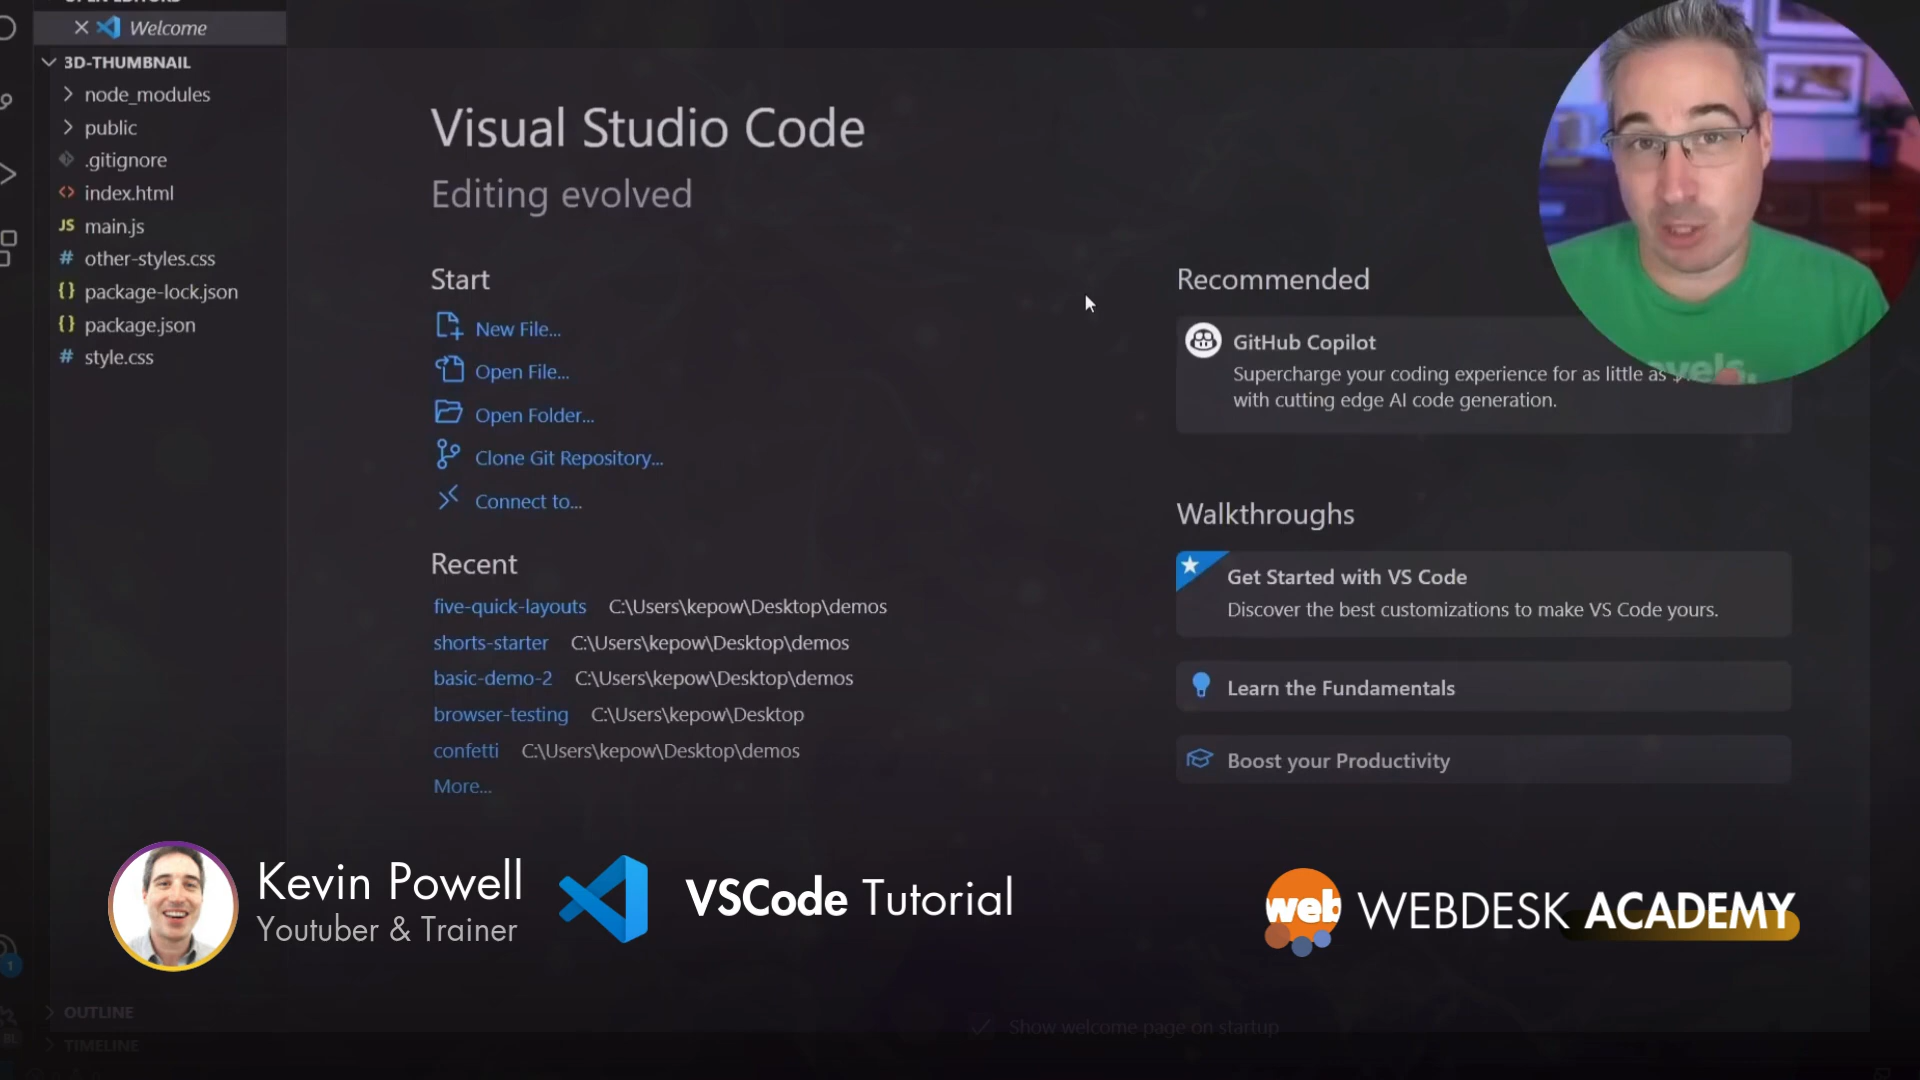 Welcome
3D-THUMBNAIL
node_modules
public
.gitignore
index.html
JS main.js
# other-styles.css
{} package-lock.json
{} package.json
# style.css
Visual Studio Code
Editing evolved
Start
New File...
Open File...
Open Folder...
Clone Git Repository...
Connect to...
Recent
five-quick-layouts C:\Users\kepow\Desktop\demos
shorts-starter C:\Users\kepow\Desktop\demos
basic-demo-2 C:\Users\kepow\Desktop\demos
browser-testing C:\Users\kepow\Desktop
confetti C:\Users\kepow\Desktop\demos
More...
Recommended
GitHub Copilot
Supercharge your coding experience for as little as
with cutting edge AI code generation.
Walkthroughs
Get Started with VS Code
Discover the best customizations to make VS Code yours.
Learn the Fundamentals
Boost your Productivity
Kevin Powell
Youtuber & Trainer
VSCode Tutorial
web
WEBDESK ACADEMY
1
OUTLINE
TIMELINE
Show welcome page on startup